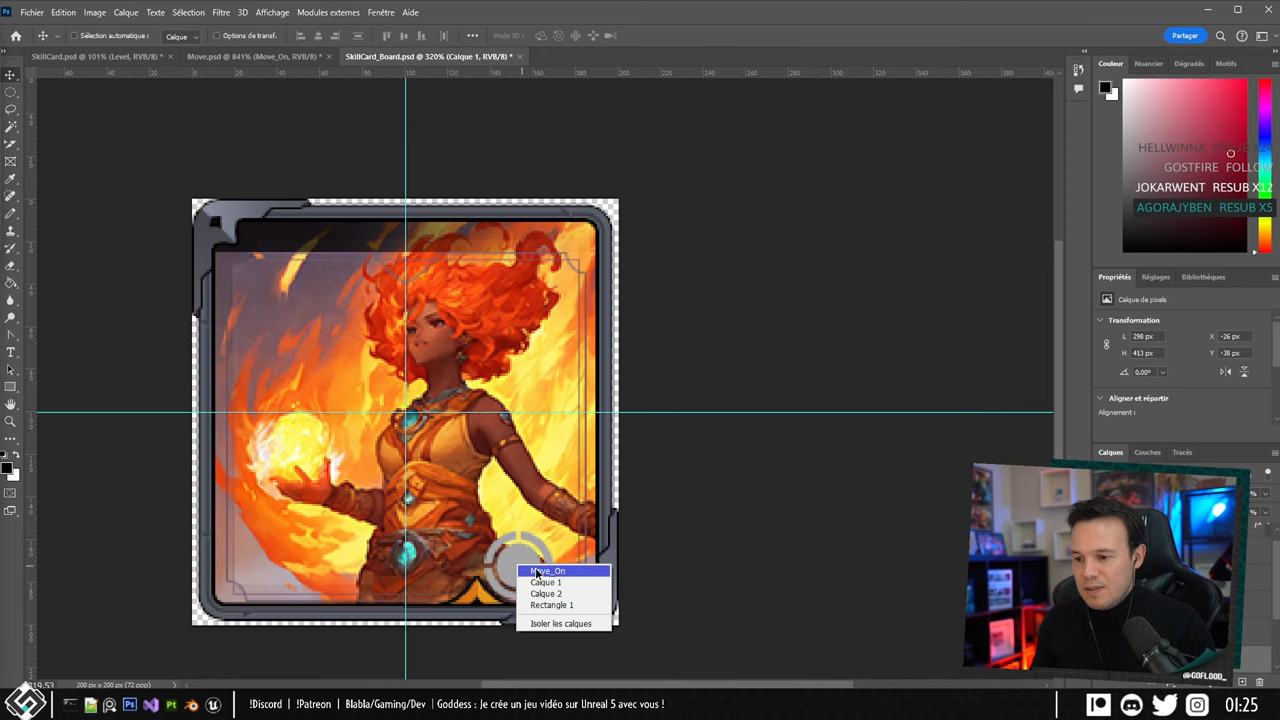 Ps Fichier Edition Image Calque Texte Sélection Filtre 3D Affichage Modules externes Fenêtre Aide
Sélection automatique : Calque Options de transf. Mode 3D : Partager
SkillCard.psd @ 101% (Level, RVB/8) * × Move.psd @ 841% (Move_On, RVB/8) * × SkillCard_Board.psd @ 320% (Calque 1, RVB/8) * ×
Couleur Nuancier Dégradés Motifs
HELLWINNA
GOSTFIRE FOLLOW
JOKARWENT RESUB X12
AGORAJYBEN RESUB X5
Propriétés Réglages Bibliothèques
Calque de pixels
Transformation
L 298 px X -26 px
H 413 px Y -38 px
0,00°
Aligner et répartir
Alignement :
Calques Couches Tracés
Move_On
Calque 1
Calque 2
Rectangle 1
Isoler les calques
@GOFLOOD_
200 px x 200 px (72 ppp)
!Discord !Patreon Blabla/Gaming/Dev Goddess : Je crée un jeu vidéo sur Unreal 5 avec vous ! 01:25